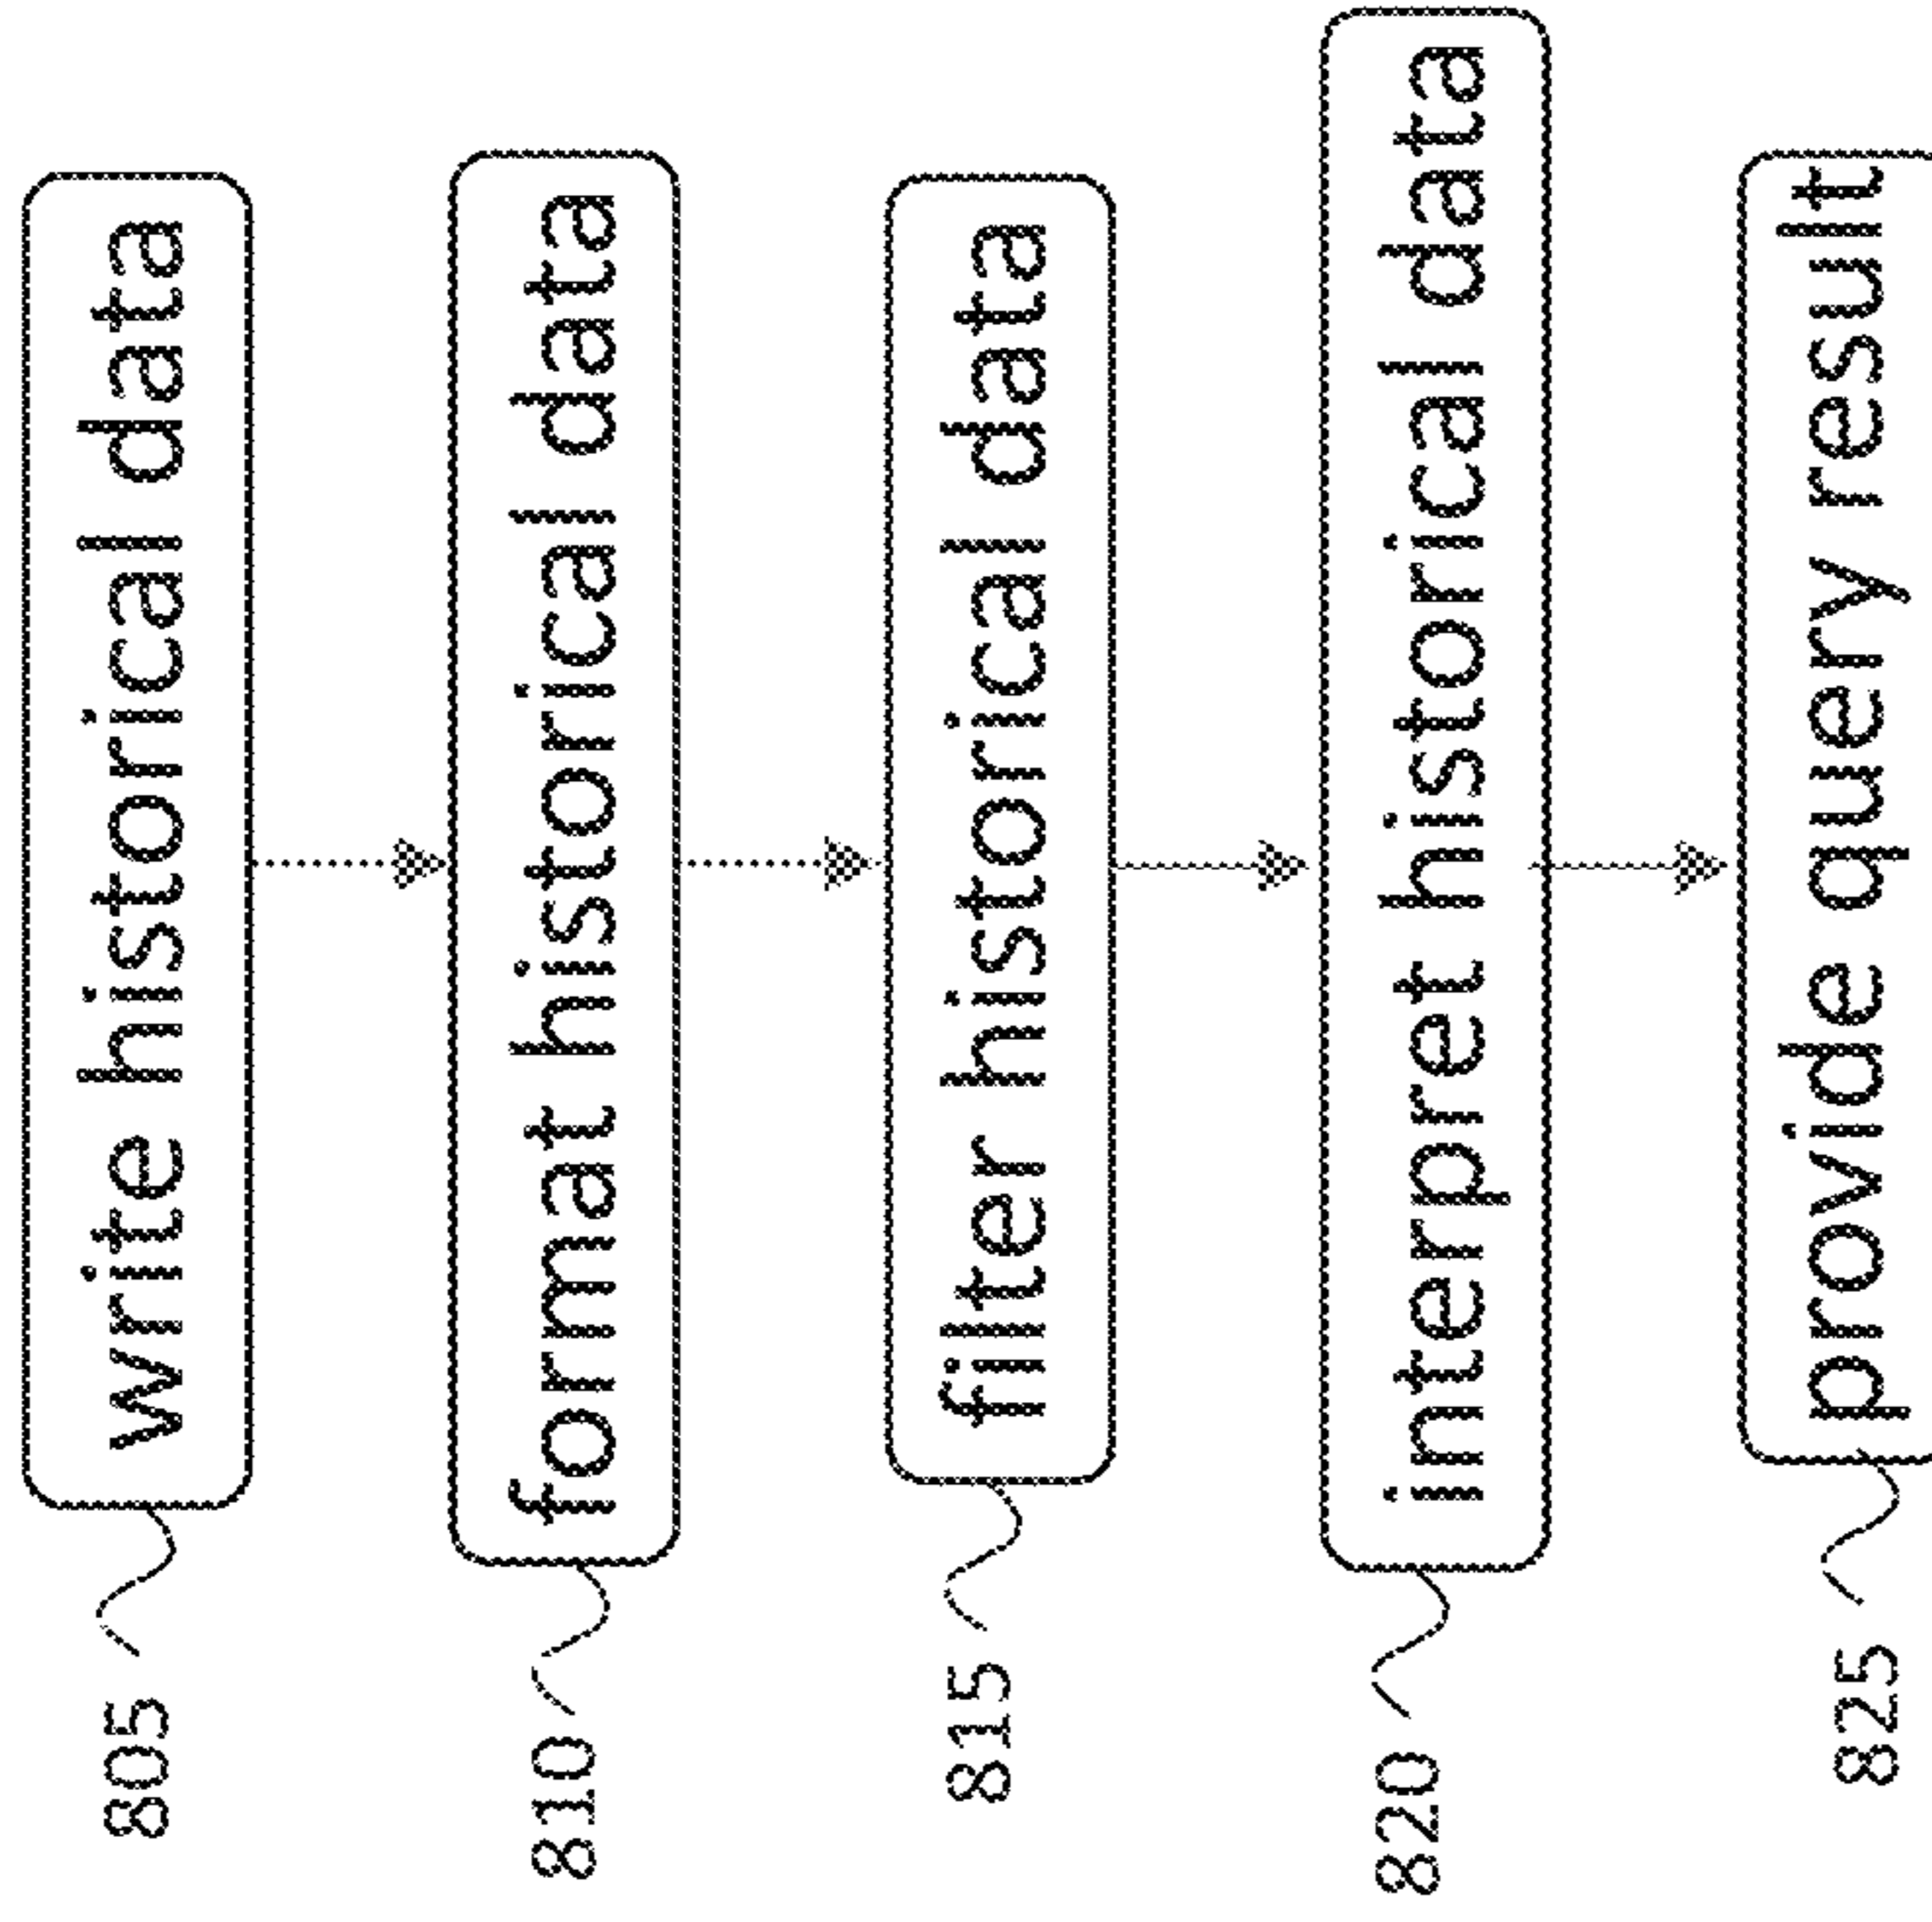 805 write historical data
810 format historical data
815 filter historical data
820 interpret historical data
825 provide query result